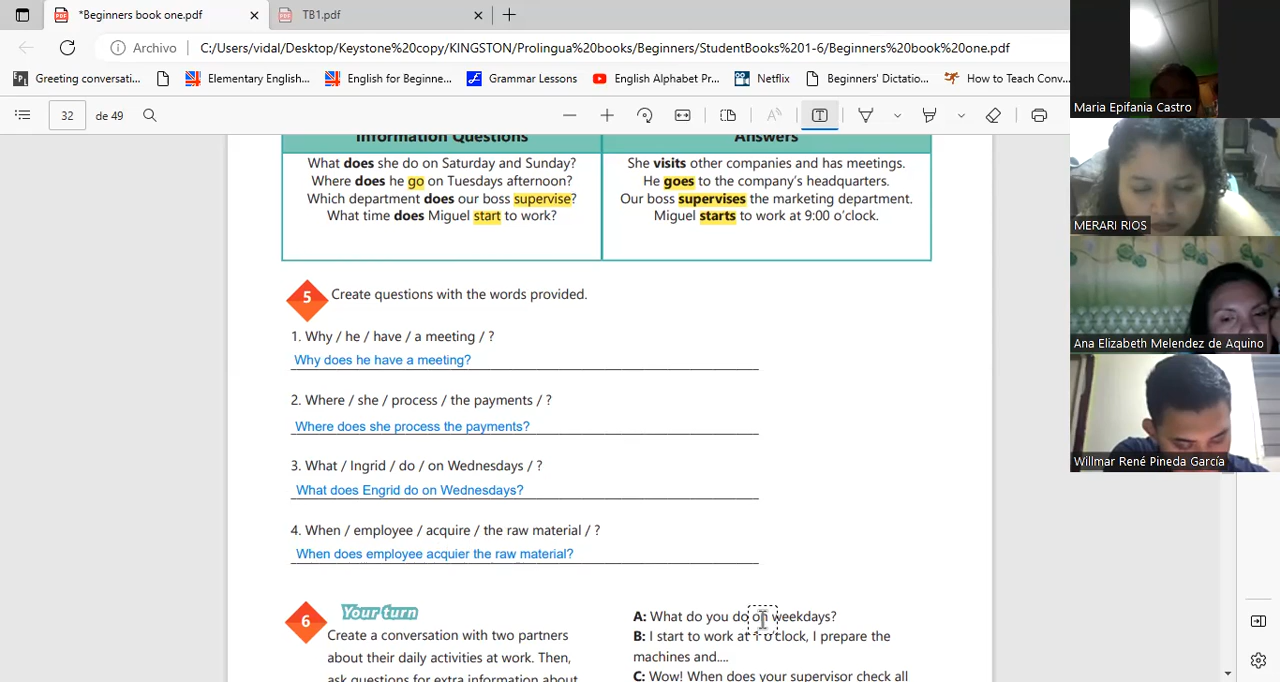 *Beginners book one.pdf
TB1.pdf
Archivo
C:/Users/vidal/Desktop/Keystone%20copy/KINGSTON/Prolingua%20books/Beginners/StudentBooks%201-6/Beginners%20book%20one.pdf
Greeting conversati...
Elementary English...
English for Beginne...
Grammar Lessons
English Alphabet Pr...
Netflix
Beginners' Dictatio...
How to Teach Conv...
32 de 49
Information Questions
What does she do on Saturday and Sunday?
Where does he go on Tuesdays afternoon?
Which department does our boss supervise?
What time does Miguel start to work?
Answers
She visits other companies and has meetings.
He goes to the company's headquarters.
Our boss supervises the marketing department.
Miguel starts to work at 9:00 o'clock.
5 Create questions with the words provided.
1. Why / he / have / a meeting / ?
Why does he have a meeting?
2. Where / she / process / the payments / ?
Where does she process the payments?
3. What / Ingrid / do / on Wednesdays / ?
What does Engrid do on Wednesdays?
4. When / employee / acquire / the raw material / ?
When does employee acquier the raw material?
6 Your turn
Create a conversation with two partners
about their daily activities at work. Then,
ask questions for extra information about
A: What do you do on weekdays?
B: I start to work at 1 o'clock, I prepare the
machines and....
C: Wow! When does your supervisor check all
Maria Epifania Castro
MERARI RIOS
Ana Elizabeth Melendez de Aquino
Willmar René Pineda García